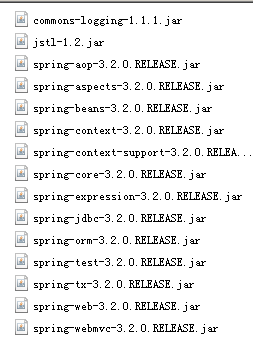 commons-logging-1.1.1.jar
jstl-1.2.jar
spring-aop-3.2.0.RELEASE.jar
spring-aspects-3.2.0.RELEASE.jar
spring-beans-3.2.0.RELEASE.jar
spring-context-3.2.0.RELEASE.jar
spring-context-support-3.2.0.RELEA...
spring-core-3.2.0.RELEASE.jar
spring-expression-3.2.0.RELEASE.jar
spring-jdbc-3.2.0.RELEASE.jar
spring-orm-3.2.0.RELEASE.jar
spring-test-3.2.0.RELEASE.jar
spring-tx-3.2.0.RELEASE.jar
spring-web-3.2.0.RELEASE.jar
spring-webmvc-3.2.0.RELEASE.jar